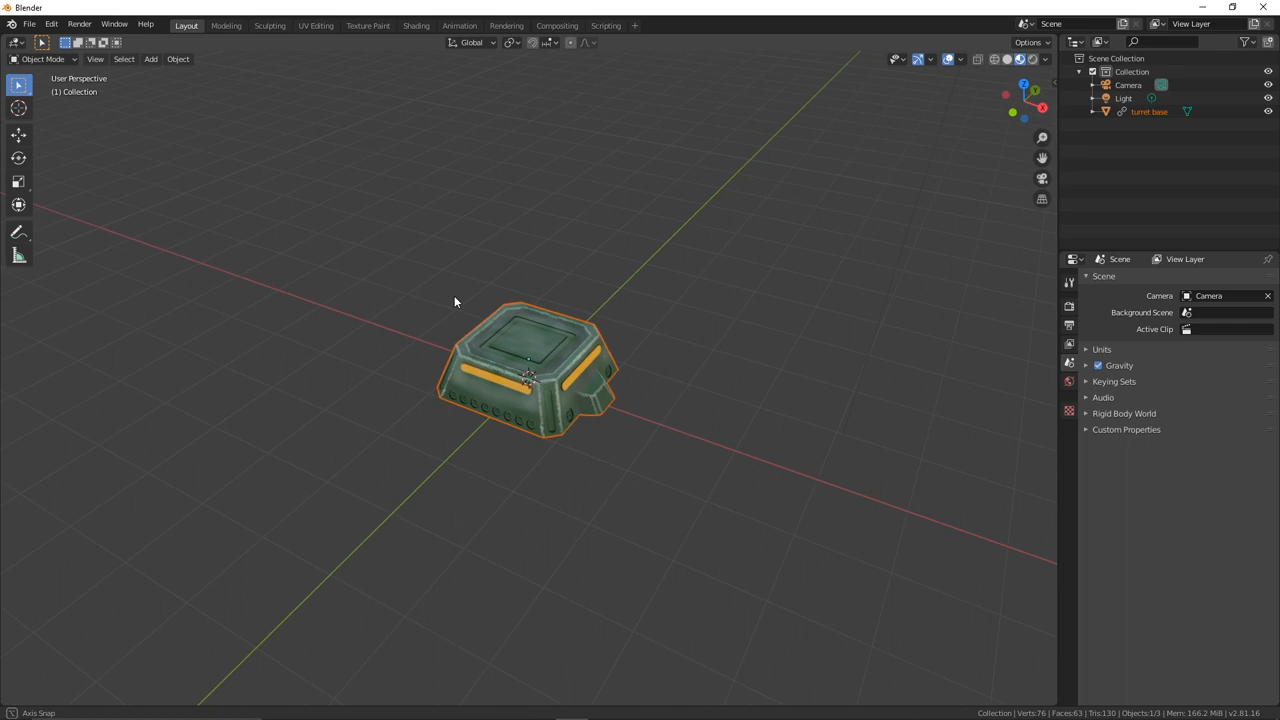 Blender
File Edit Render Window Help
Layout Modeling Sculpting UV Editing Texture Paint Shading Animation Rendering Compositing Scripting +
Scene
View Layer
Global
Options
Object Mode View Select Add Object
User Perspective
(1) Collection
Z
Y
X
Scene Collection
Collection
Camera
Light
turret base
Scene View Layer
Scene
Camera Camera
Background Scene
Active Clip
Units
Gravity
Keying Sets
Audio
Rigid Body World
Custom Properties
Axis Snap
Collection | Verts:76 | Faces:63 | Tris:130 | Objects:1/3 | Mem: 166.2 MiB | v2.81.16